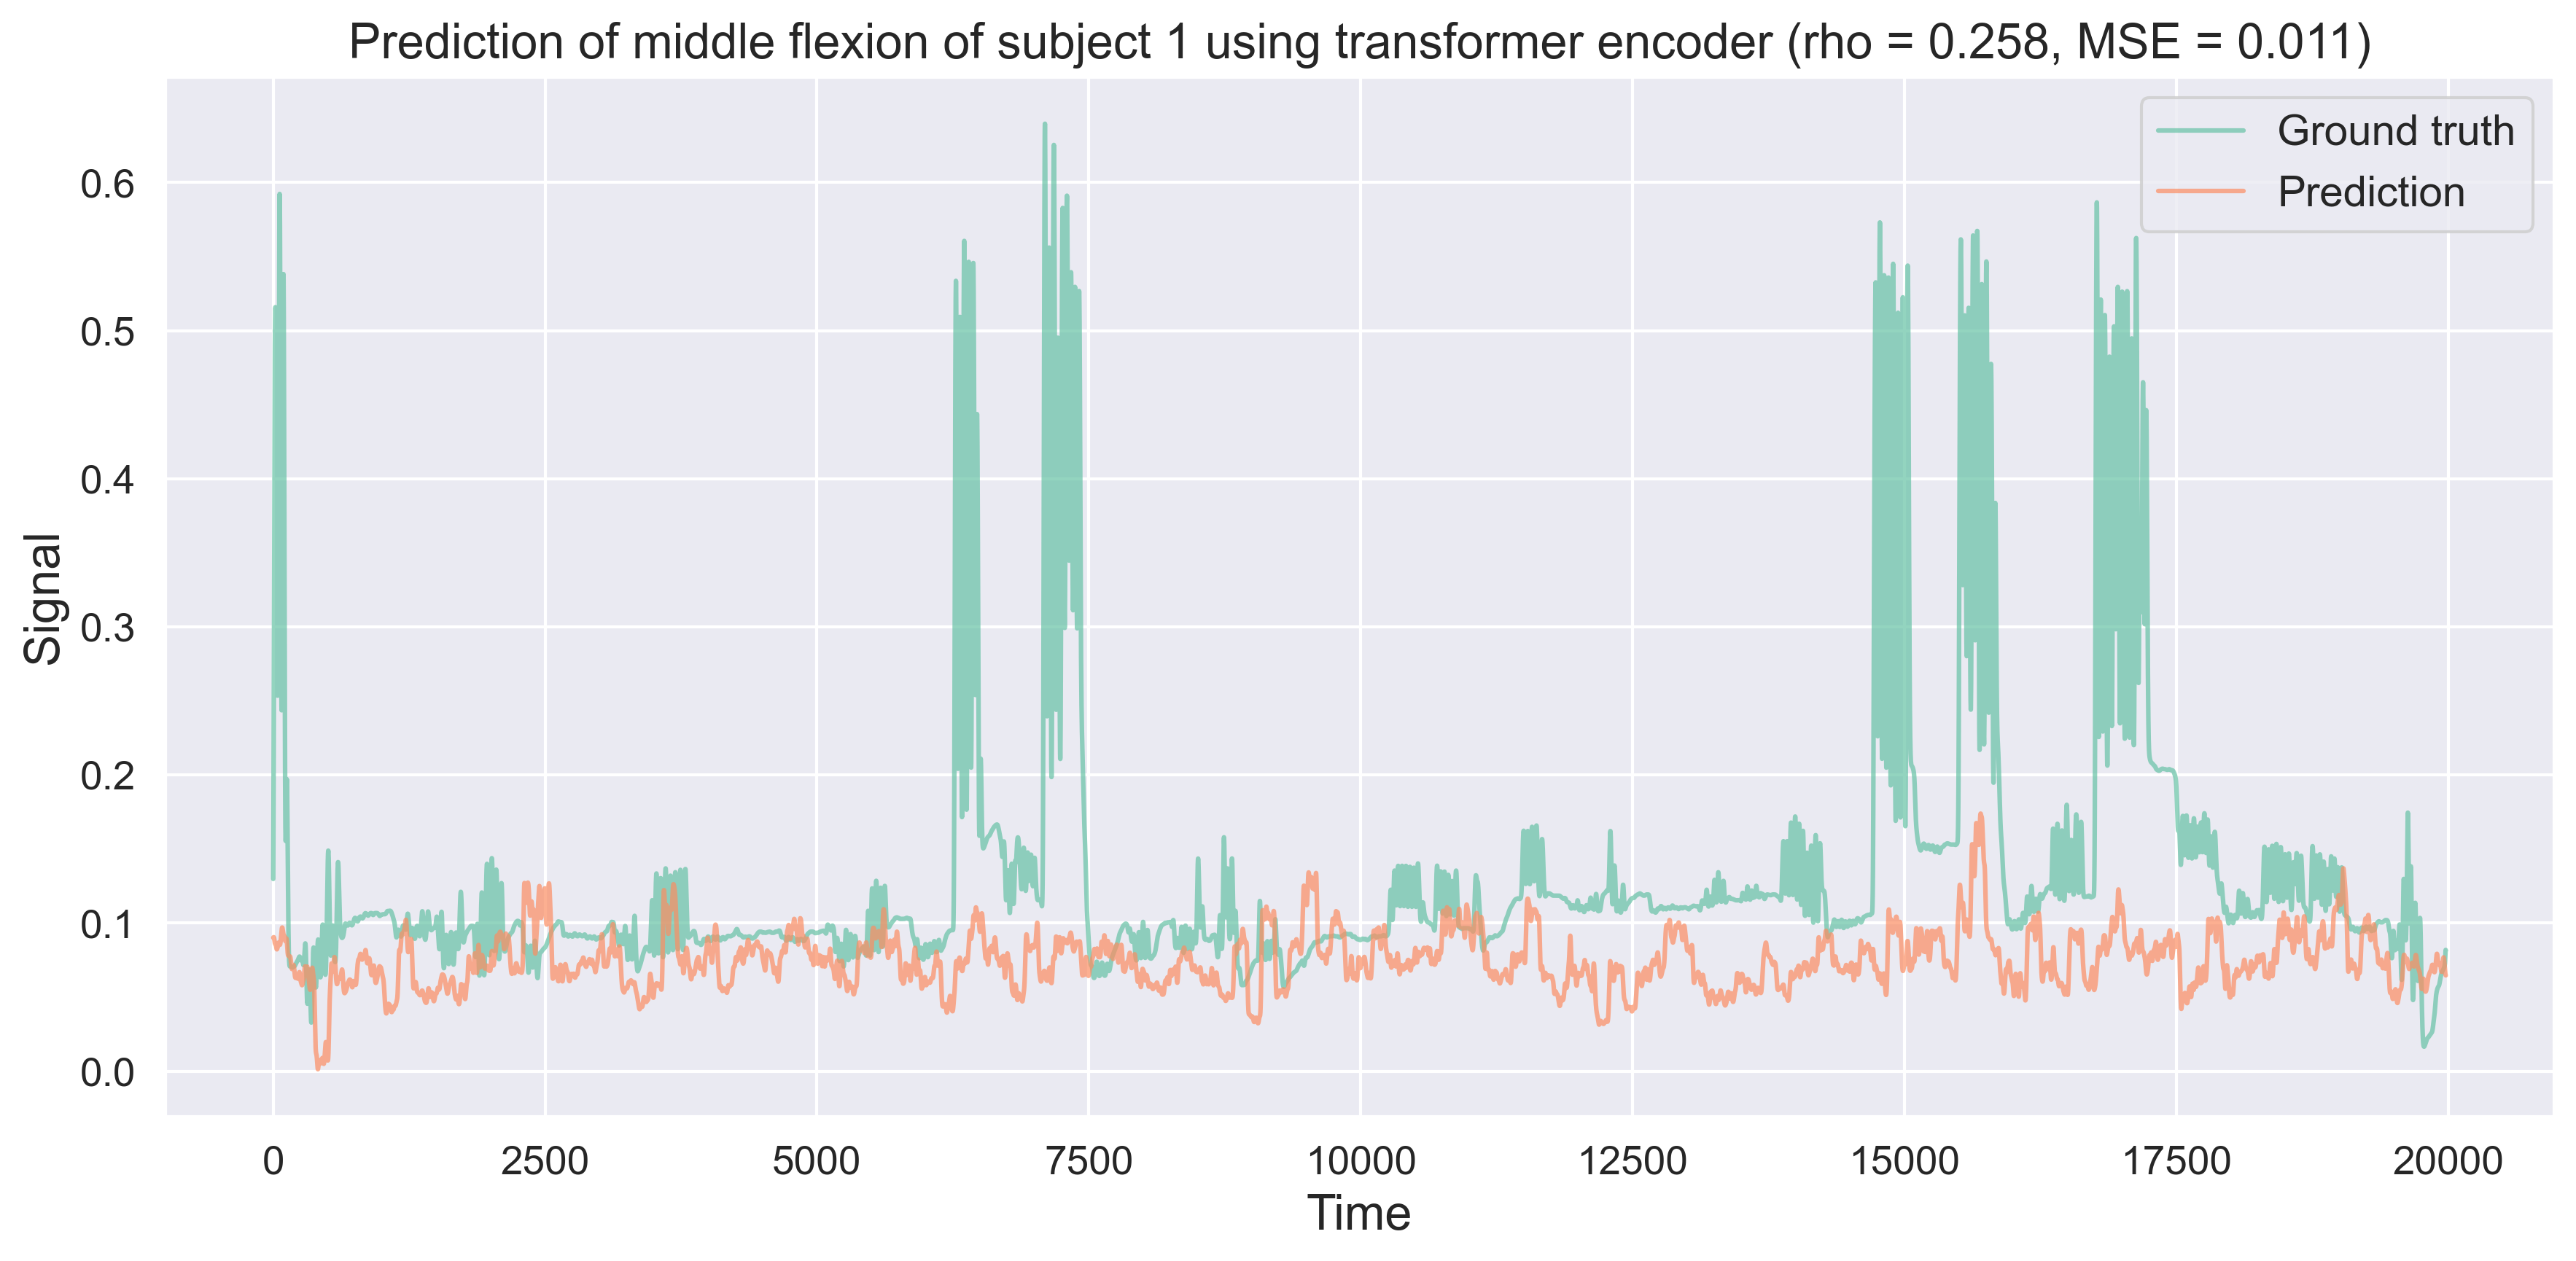 Prediction of middle flexion of subject 1 using transformer encoder (rho = 0.258, MSE = 0.011)
Ground truth
Prediction
0.6
0.5
0.4
0.3
0.2
0.1
0.0
Signal
0 2500 5000 7500 10000 12500 15000 17500 20000
Time